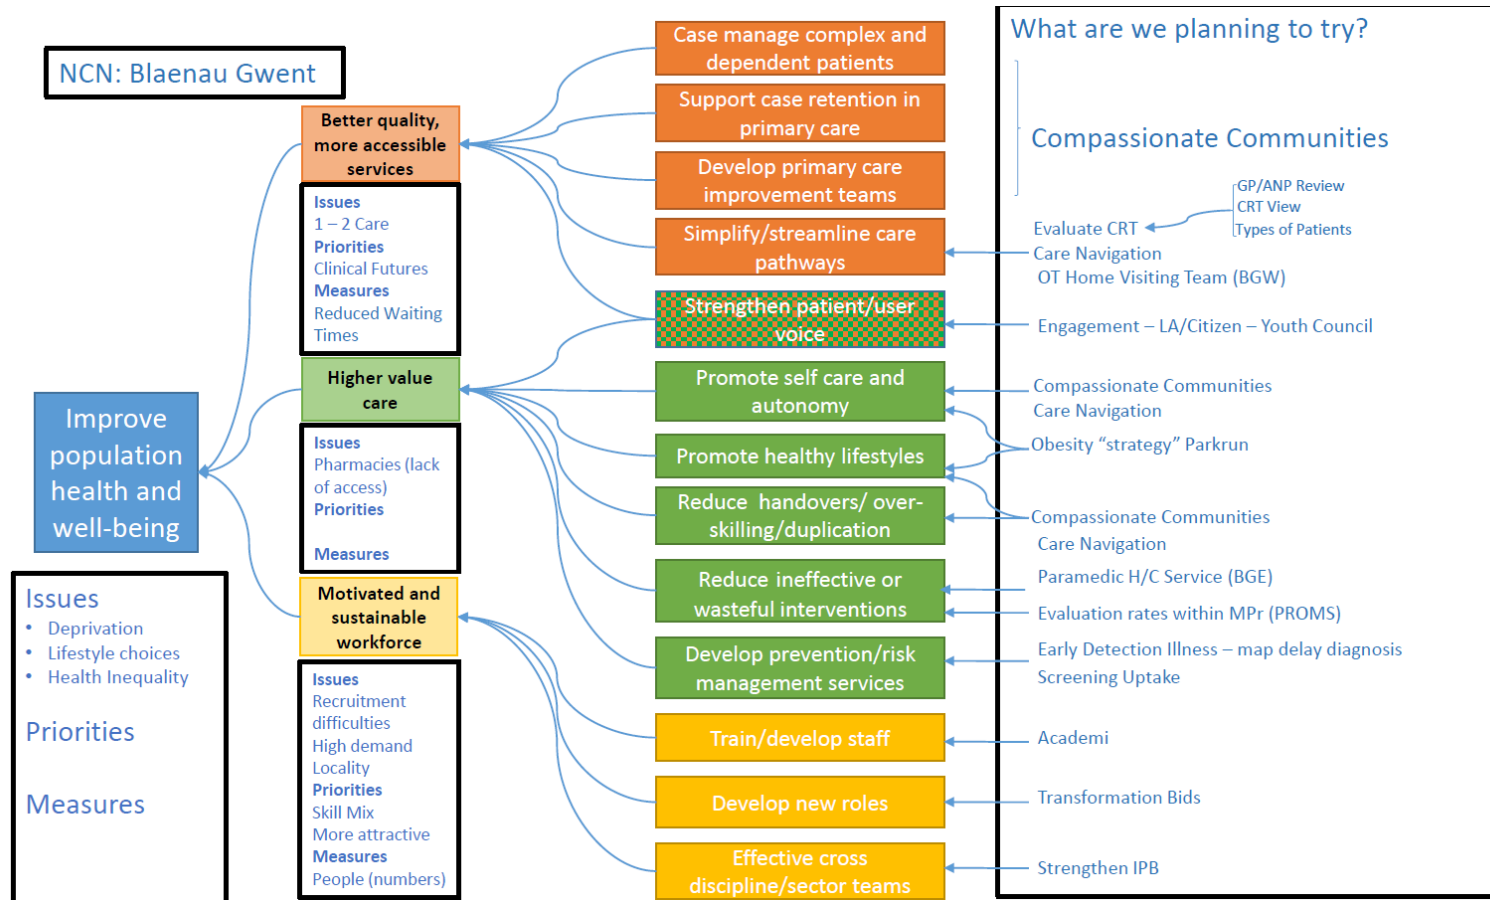 NCN: Blaenau Gwent
Improve
population
health and
well-being
Issues
• Deprivation
• Lifestyle choices
• Health Inequality
Priorities
Measures
Better quality,
more accessible
services
Issues
1 – 2 Care
Priorities
Clinical Futures
Measures
Reduced Waiting
Times
Higher value
care
Issues
Pharmacies (lack
of access)
Priorities
Measures
Motivated and
sustainable
workforce
Issues
Recruitment
difficulties
High demand
Locality
Priorities
Skill Mix
More attractive
Measures
People (numbers)
Case manage complex and
dependent patients
Support case retention in
primary care
Develop primary care
improvement teams
Simplify/streamline care
pathways
Strengthen patient/user
voice
Promote self care and
autonomy
Promote healthy lifestyles
Reduce handovers/ over-
skilling/duplication
Reduce ineffective or
wasteful interventions
Develop prevention/risk
management services
Train/develop staff
Develop new roles
Effective cross
discipline/sector teams
What are we planning to try?
Compassionate Communities
GP/ANP Review
CRT View
Types of Patients
Evaluate CRT
Care Navigation
OT Home Visiting Team (BGW)
Engagement – LA/Citizen – Youth Council
Compassionate Communities
Care Navigation
Obesity “strategy” Parkrun
Compassionate Communities
Care Navigation
Paramedic H/C Service (BGE)
Evaluation rates within MPr (PROMS)
Early Detection Illness – map delay diagnosis
Screening Uptake
Academi
Transformation Bids
Strengthen IPB